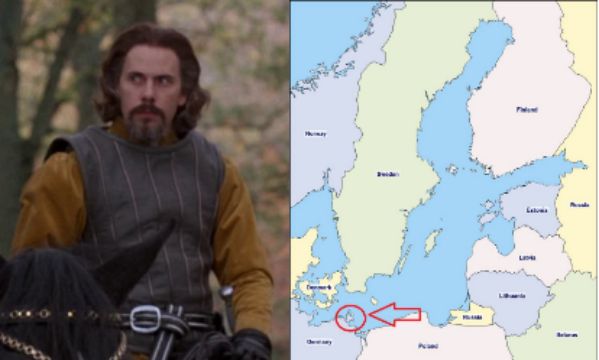 Finland
Norway
Sweden
Russia
Estonia
Latvia
Denmark
Lithuania
Russia
Belarus
Germany
Poland